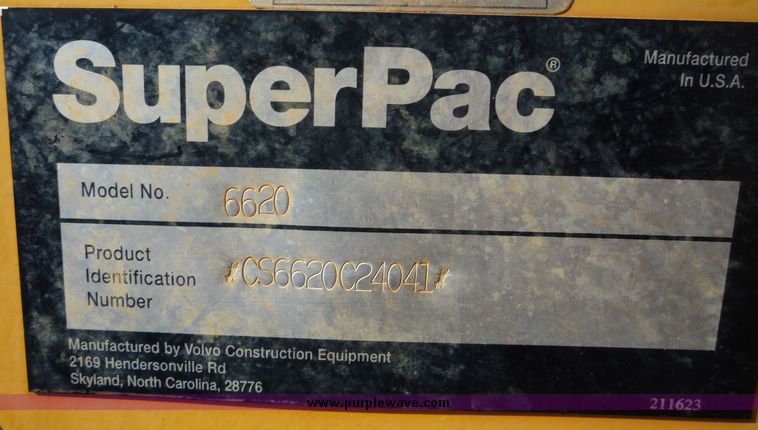 SuperPac®
Manufactured
In U.S.A.
Model No. 6620
Product
Identification
Number
#CS6620C24041#
Manufactured by Volvo Construction Equipment
2169 Hendersonville Rd
Skyland, North Carolina, 28776
211623
www.purplewave.com